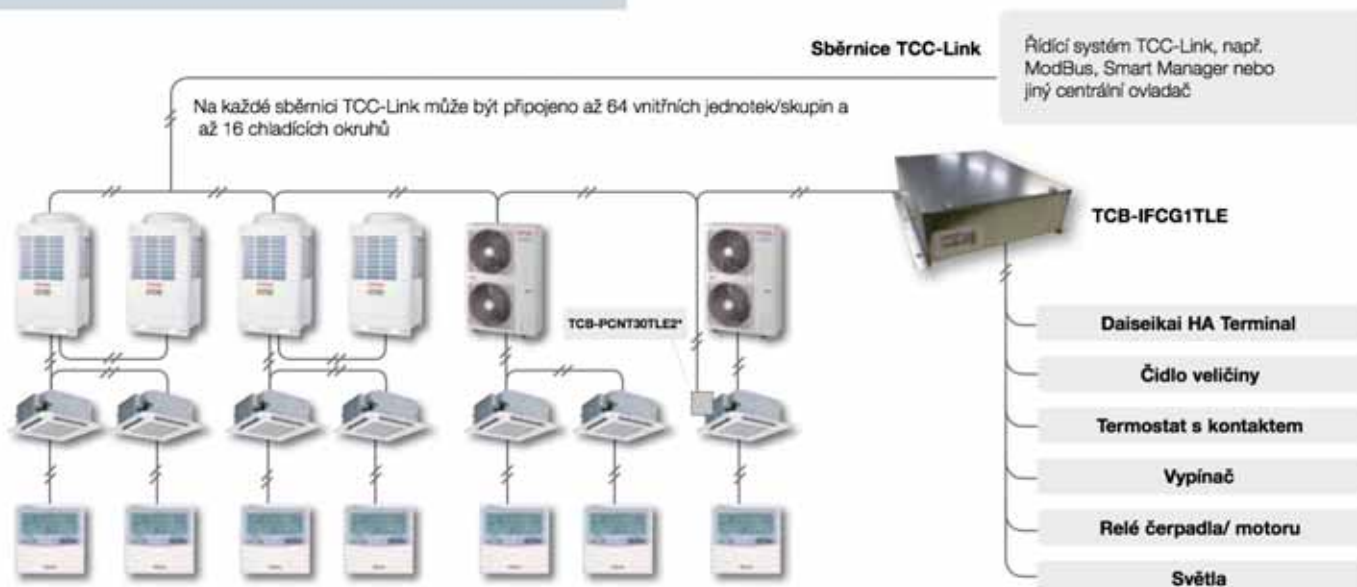 Sběrnice TCC-Link
Řídící systém TCC-Link, např.
ModBus, Smart Manager nebo
jiný centrální ovladač
Na každé sběrnici TCC-Link může být připojeno až 64 vnitřních jednotek/skupin a
až 16 chladících okruhů
TCB-IFCG1TLE
TCB-PCNT30TLE2*
Daiseikai HA Terminal
Čidlo veličiny
Termostat s kontaktem
Vypínač
Relé čerpadla/ motoru
Světla